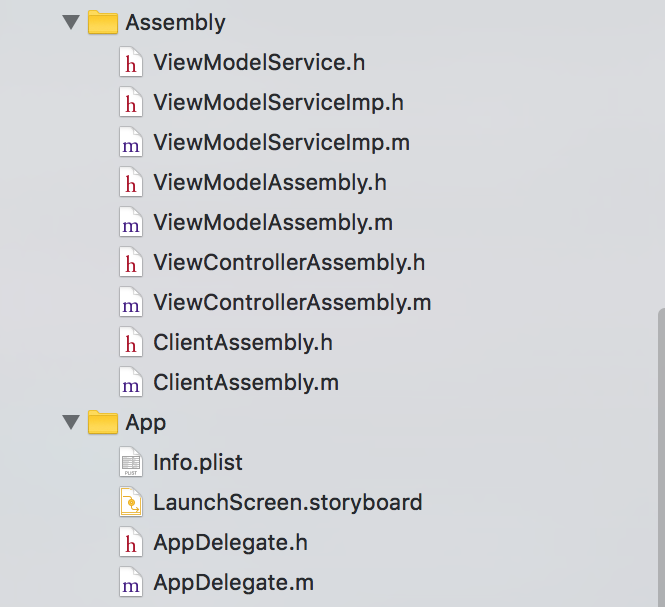 Assembly
h ViewModelService.h
h ViewModelServiceImp.h
m ViewModelServiceImp.m
h ViewModelAssembly.h
m ViewModelAssembly.m
h ViewControllerAssembly.h
m ViewControllerAssembly.m
h ClientAssembly.h
m ClientAssembly.m
App
PLIST Info.plist
LaunchScreen.storyboard
h AppDelegate.h
m AppDelegate.m